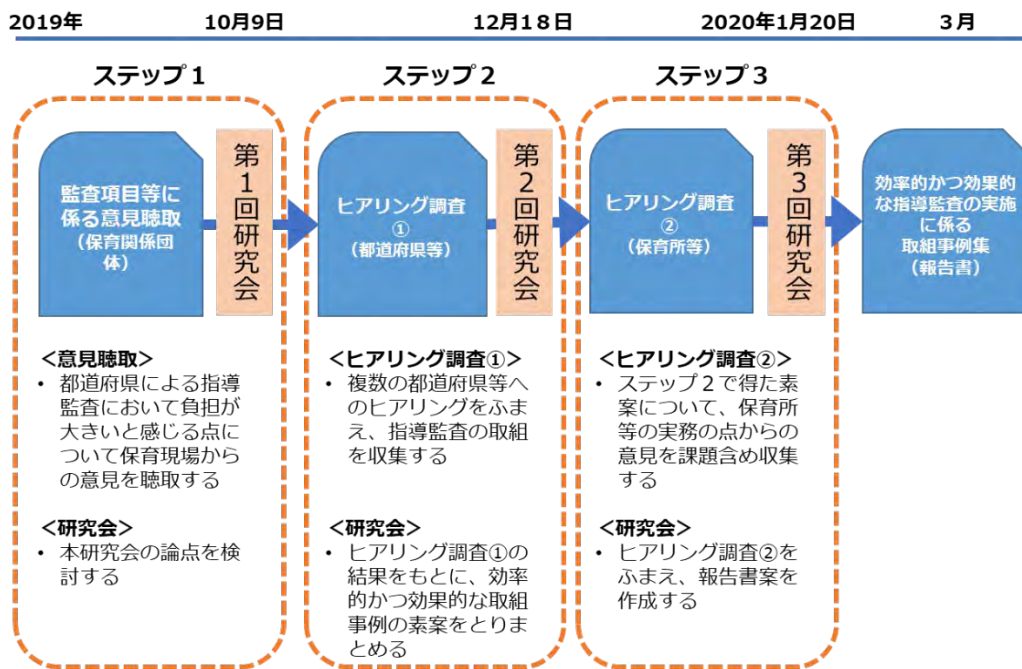 2019年
10月9日
12月18日
2020年1月20日
３月
ステップ１
ステップ２
ステップ３
監査項目等に
係る意見聴取
（保育関係団
体）
第１回研究会
ヒアリング調査
①
（都道府県等）
第２回研究会
ヒアリング調査
②
（保育所等）
第３回研究会
効率的かつ効果的
な指導監査の実施
に係る
取組事例集
（報告書）
＜意見聴取＞
• 都道府県による指導
監査において負担が
大きいと感じる点に
ついて保育現場から
の意見を聴取する
＜研究会＞
• 本研究会の論点を検
討する
＜ヒアリング調査①＞
• 複数の都道府県等へ
のヒアリングをふま
え、指導監査の取組
を収集する
＜研究会＞
• ヒアリング調査①の
結果をもとに、効率
的かつ効果的な取組
事例の素案をとりま
とめる
＜ヒアリング調査②＞
• ステップ２で得た素
案について、保育所
等の実務の点からの
意見を課題含め収集
する
＜研究会＞
• ヒアリング調査②を
ふまえ、報告書案を
作成する